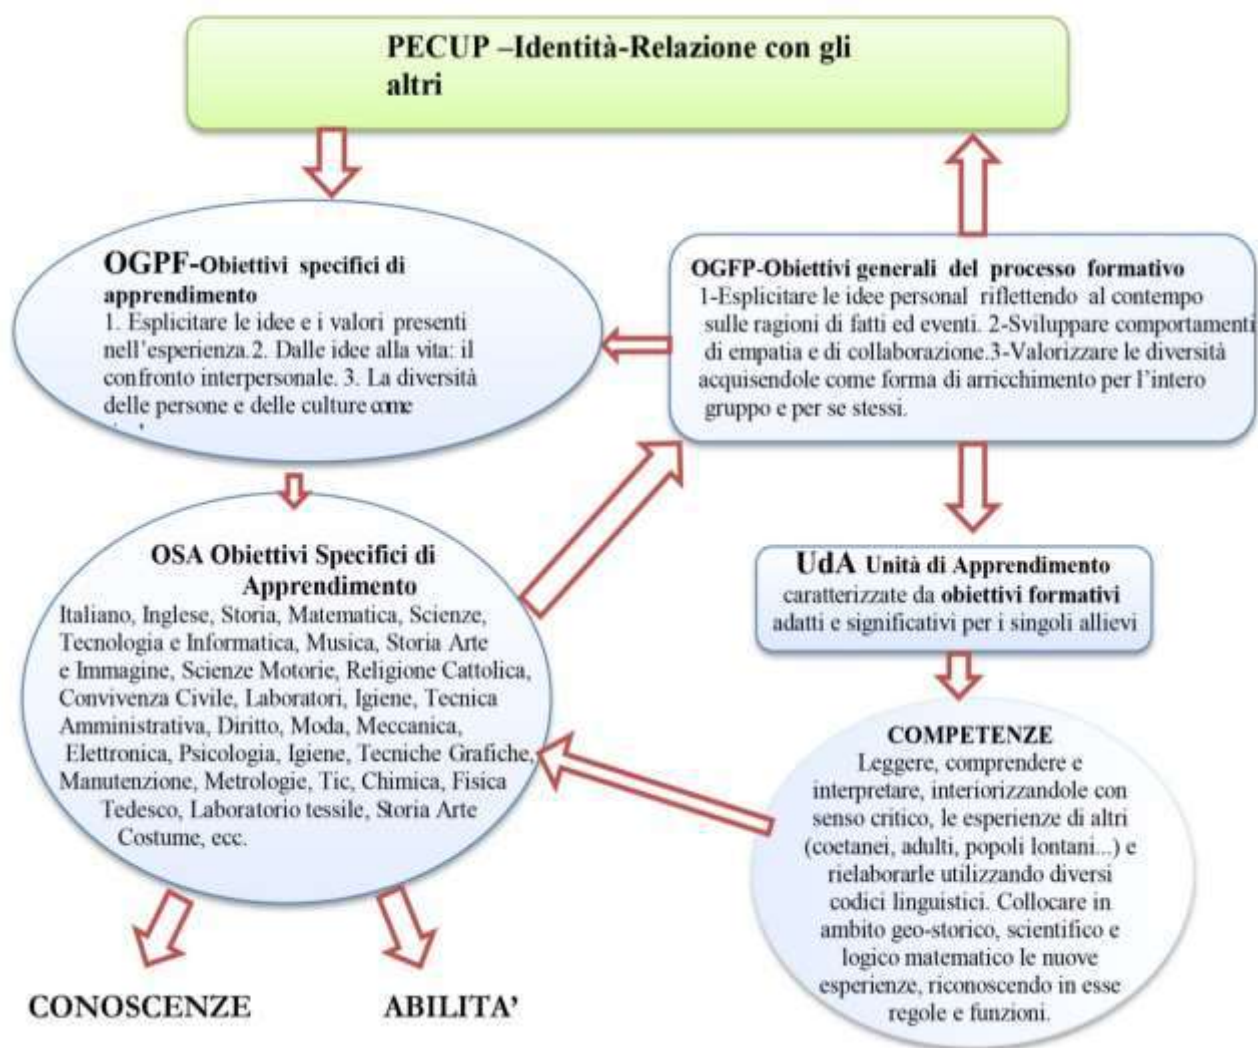 PECUP –Identità-Relazione con gli
altri
OGPF-Obiettivi specifici di
apprendimento
1. Esplicitare le idee e i valori presenti
nell'esperienza.2. Dalle idee alla vita: il
confronto interpersonale. 3. La diversità
delle persone e delle culture come
OGFP-Obiettivi generali del processo formativo
1-Esplicitare le idee personal riflettendo al contempo
sulle ragioni di fatti ed eventi. 2-Sviluppare comportamenti
di empatia e di collaborazione.3-Valorizzare le diversità
acquisendole come forma di arricchimento per l'intero
gruppo e per se stessi.
OSA Obiettivi Specifici di
Apprendimento
Italiano, Inglese, Storia, Matematica, Scienze,
Tecnologia e Informatica, Musica, Storia Arte
e Immagine, Scienze Motorie, Religione Cattolica,
Convivenza Civile, Laboratori, Igiene, Tecnica
Amministrativa, Diritto, Moda, Meccanica,
Elettronica, Psicologia, Igiene, Tecniche Grafiche,
Manutenzione, Metrologie, Tic, Chimica, Fisica
Tedesco, Laboratorio tessile, Storia Arte
Costume, ecc.
UdA Unità di Apprendimento
caratterizzate da obiettivi formativi
adatti e significativi per i singoli allievi
COMPETENZE
Leggere, comprendere e
interpretare, interiorizzandole con
senso critico, le esperienze di altri
(coetanei, adulti, popoli lontani...) e
rielaborarle utilizzando diversi
codici linguistici. Collocare in
ambito geo-storico, scientifico e
logico matematico le nuove
esperienze, riconoscendo in esse
regole e funzioni.
CONOSCENZE
ABILITA'